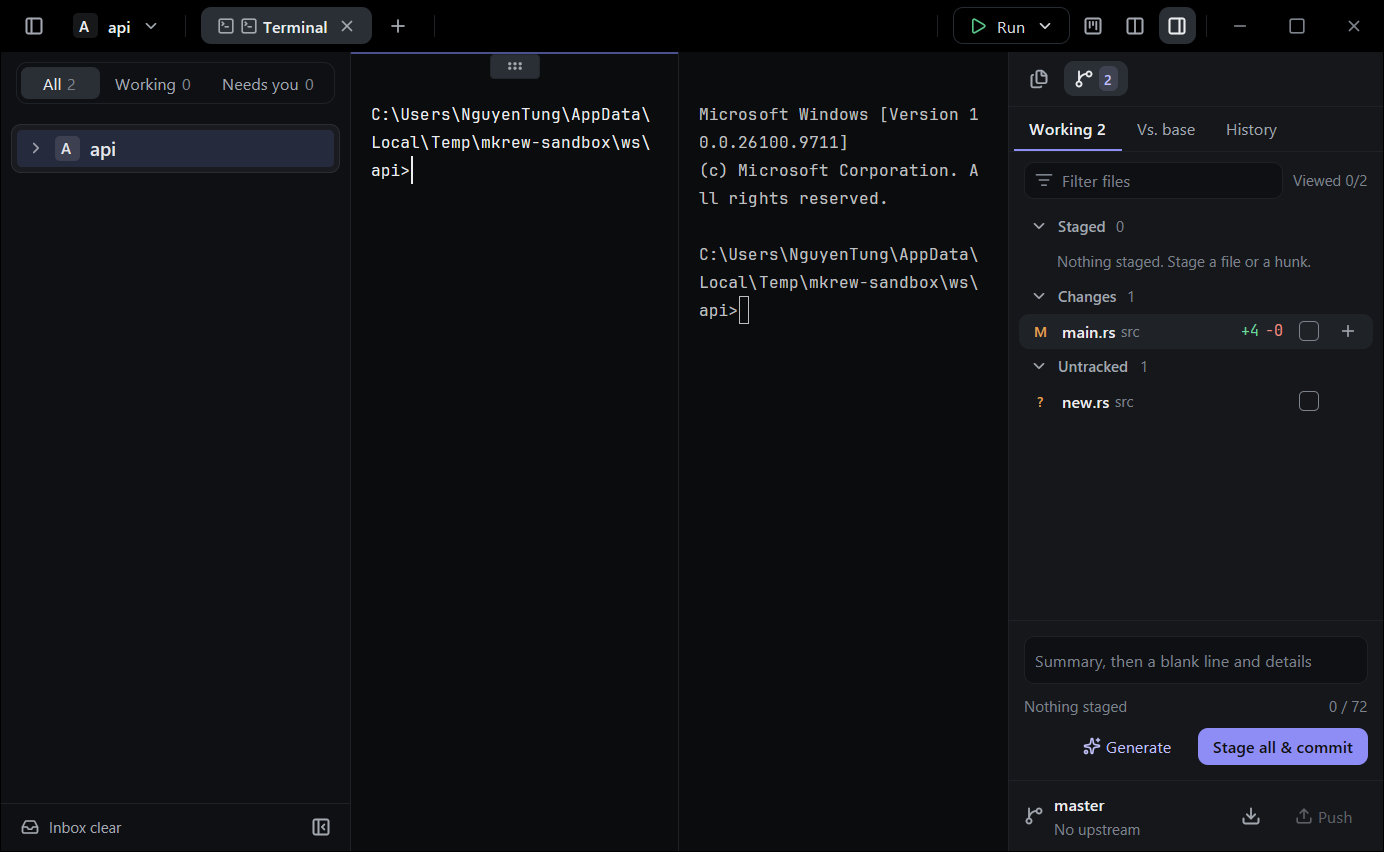 A api
Terminal
Run
All 2 Working 0 Needs you 0
A api
Inbox clear
C:\Users\NguyenTung\AppData\
Local\Temp\mkrew-sandbox\ws\
api>
Microsoft Windows [Version 1
0.0.26100.9711]
(c) Microsoft Corporation. A
ll rights reserved.
C:\Users\NguyenTung\AppData\
Local\Temp\mkrew-sandbox\ws\
api>
2
Working 2 Vs. base History
Filter files Viewed 0/2
Staged 0
Nothing staged. Stage a file or a hunk.
Changes 1
M main.rs src +4 -0
Untracked 1
? new.rs src
Summary, then a blank line and details
Nothing staged 0 / 72
Generate Stage all & commit
master
No upstream
Push